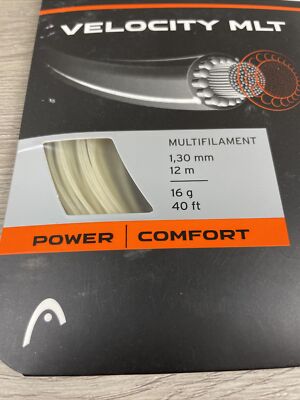 VELOCITY MLT
MULTIFILAMENT
1,30 mm
12 m
16 g
40 ft
POWER | COMFORT